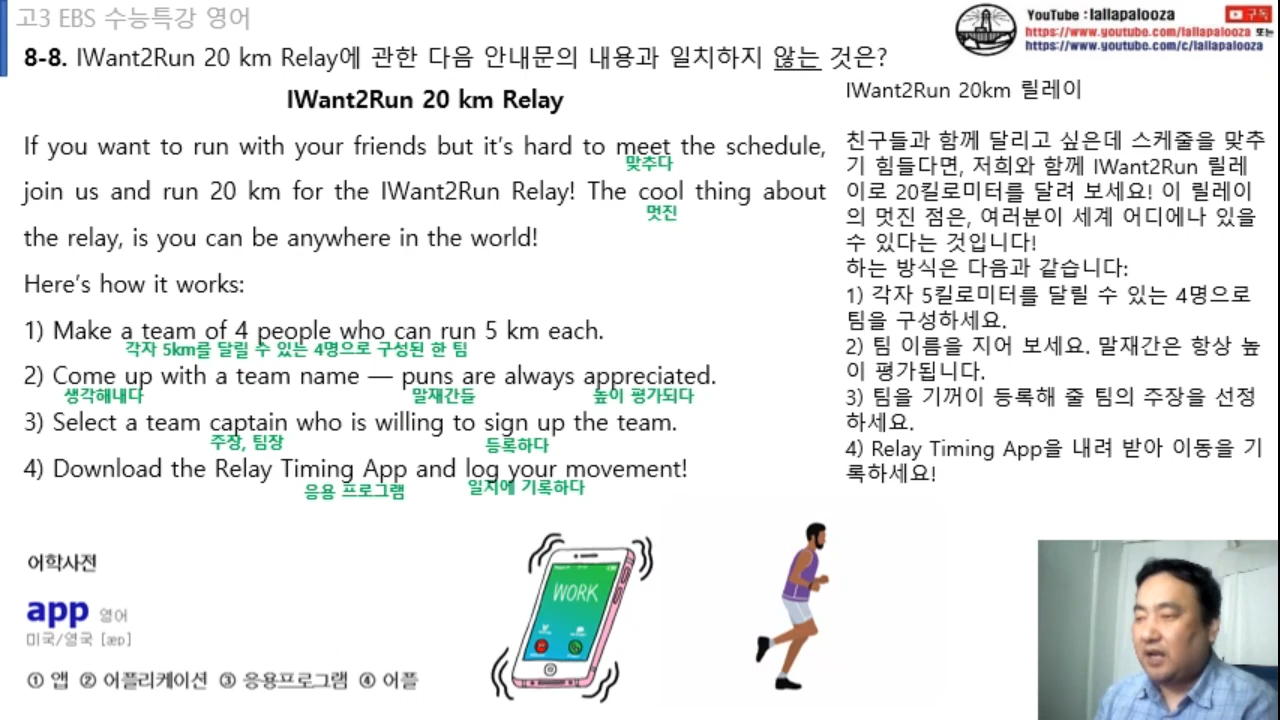 고3 EBS 수능특강 영어
YouTube : lallapalooza
구독
https://www.youtube.com/lallapalooza 또는
https://www.youtube.com/c/lallapalooza
8-8. IWant2Run 20 km Relay에 관한 다음 안내문의 내용과 일치하지 않는 것은?
IWant2Run 20 km Relay
If you want to run with your friends but it's hard to meet the schedule,
맞추다
join us and run 20 km for the IWant2Run Relay! The cool thing about
멋진
the relay, is you can be anywhere in the world!
Here's how it works:
1) Make a team of 4 people who can run 5 km each.
각자 5km를 달릴 수 있는 4명으로 구성된 한 팀
2) Come up with a team name — puns are always appreciated.
생각해내다 말재간들 높이 평가되다
3) Select a team captain who is willing to sign up the team.
주장, 팀장 등록하다
4) Download the Relay Timing App and log your movement!
응용 프로그램 일지에 기록하다
IWant2Run 20km 릴레이
친구들과 함께 달리고 싶은데 스케줄을 맞추
기 힘들다면, 저희와 함께 IWant2Run 릴레
이로 20킬로미터를 달려 보세요! 이 릴레이
의 멋진 점은, 여러분이 세계 어디에나 있을
수 있다는 것입니다!
하는 방식은 다음과 같습니다:
1) 각자 5킬로미터를 달릴 수 있는 4명으로
팀을 구성하세요.
2) 팀 이름을 지어 보세요. 말재간은 항상 높
이 평가됩니다.
3) 팀을 기꺼이 등록해 줄 팀의 주장을 선정
하세요.
4) Relay Timing App을 내려 받아 이동을 기
록하세요!
어학사전
app 영어
미국/영국 [æp]
① 앱 ② 어플리케이션 ③ 응용프로그램 ④ 어플
WORK